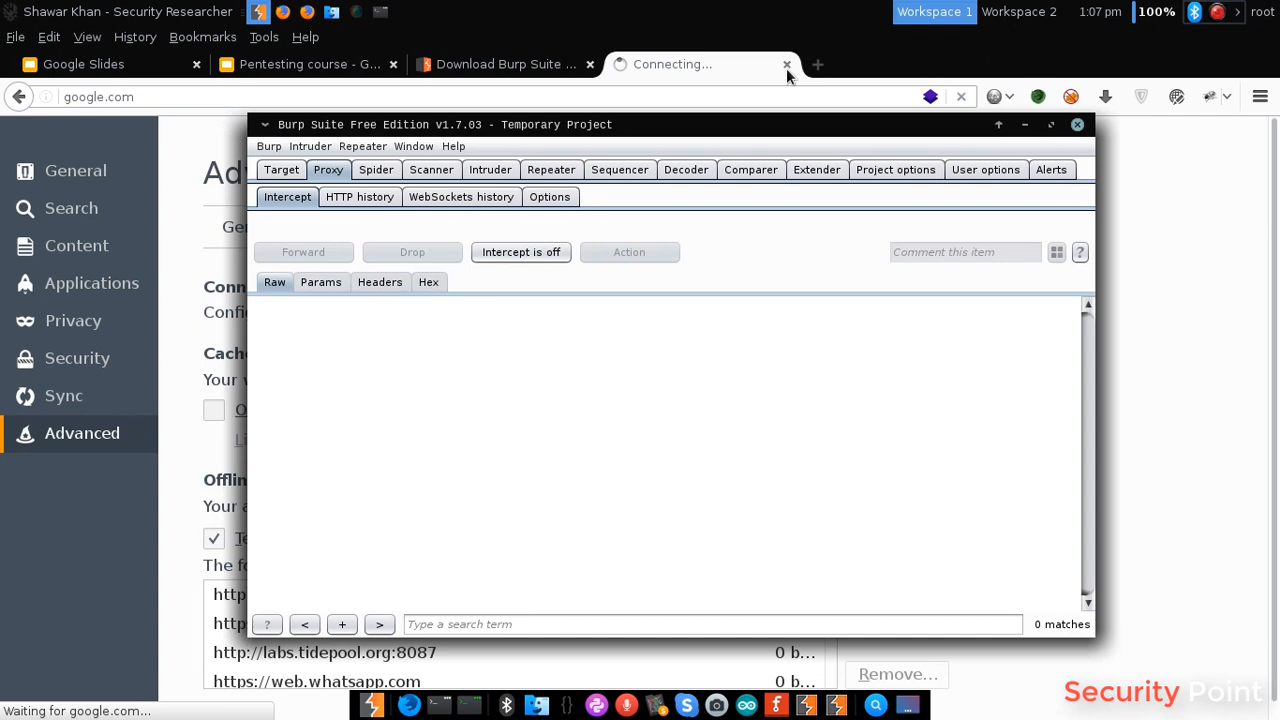 Shawar Khan - Security Researcher
Workspace 1 Workspace 2 1:07 pm 100% root
File Edit View History Bookmarks Tools Help
Google Slides Pentesting course - G... Download Burp Suite ... Connecting...
google.com
Burp Suite Free Edition v1.7.03 - Temporary Project
Burp Intruder Repeater Window Help
Target Proxy Spider Scanner Intruder Repeater Sequencer Decoder Comparer Extender Project options User options Alerts
Intercept HTTP history WebSockets history Options
Forward Drop Intercept is off Action Comment this item ?
Raw Params Headers Hex
? < + > Type a search term 0 matches
General
Search
Content
Applications
Privacy
Security
Sync
Advanced
Your
The fo
http://labs.tidepool.org:8087 0 b...
https://web.whatsapp.com 0 b...
Remove...
Waiting for google.com...
Security Point